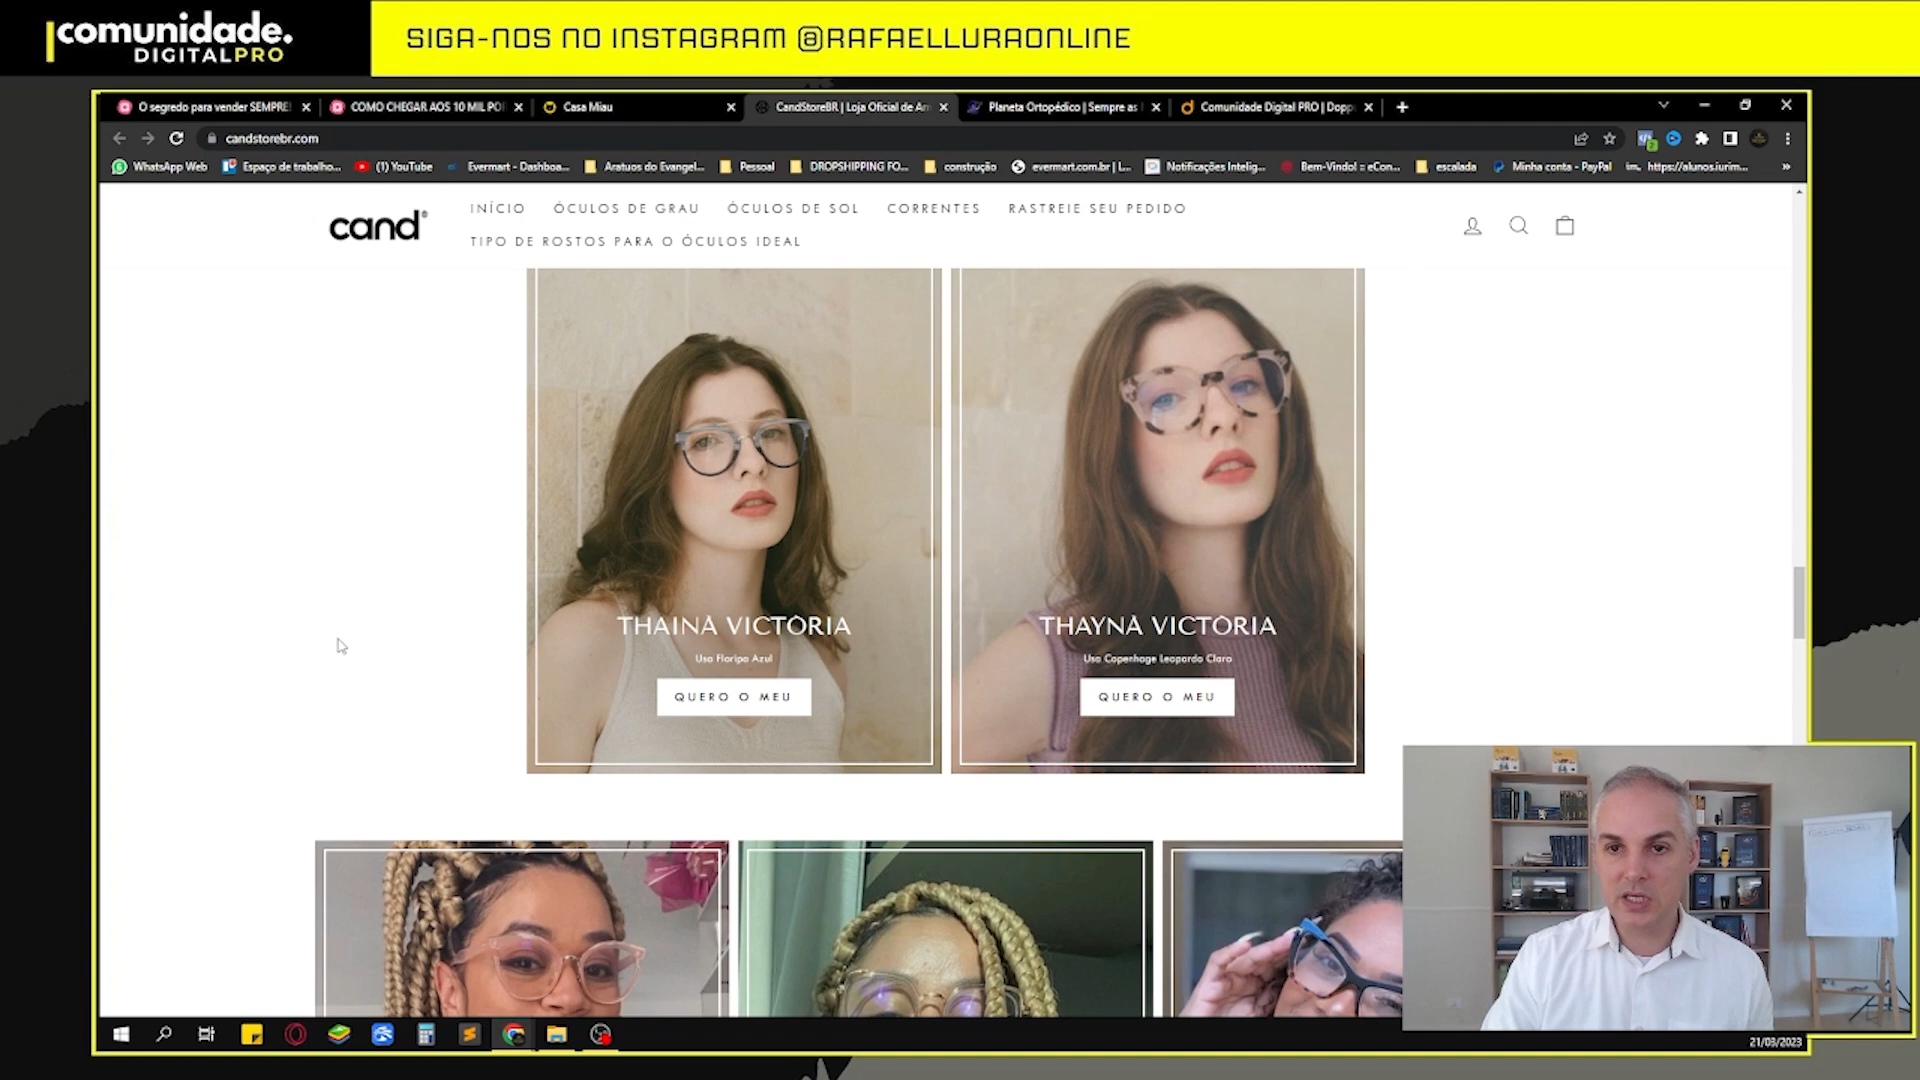 comunidade.
DIGITALPRO
SIGA-NOS NO INSTAGRAM @RAFAELLURAONLINE
O segredo para vender SEMPRE
COMO CHEGAR AOS 10 MIL PO
Casa Miau
CandStoreBR | Loja Oficial de Ar
Planeta Ortopédico | Sempre as
Comunidade Digital PRO | Dopp
candstorebr.com
WhatsApp Web
Espaço de trabalho...
(1) YouTube
Evermart - Dashboa...
Aratuos do Evangel...
Pessoal
DROPSHIPPING FO...
construção
evermart.com.br | L...
Notificações Intelig...
Bem-Vindo! :: eCon...
escalada
Minha conta - PayPal
https://alunos.iurim...
cand
INÍCIO
ÓCULOS DE GRAU
ÓCULOS DE SOL
CORRENTES
RASTREIE SEU PEDIDO
TIPO DE ROSTOS PARA O ÓCULOS IDEAL
THAINÁ VICTÓRIA
Usa Floripa Azul
QUERO O MEU
THAYNÁ VICTÓRIA
Usa Copenhage Leopardo Claro
QUERO O MEU
21/03/2023